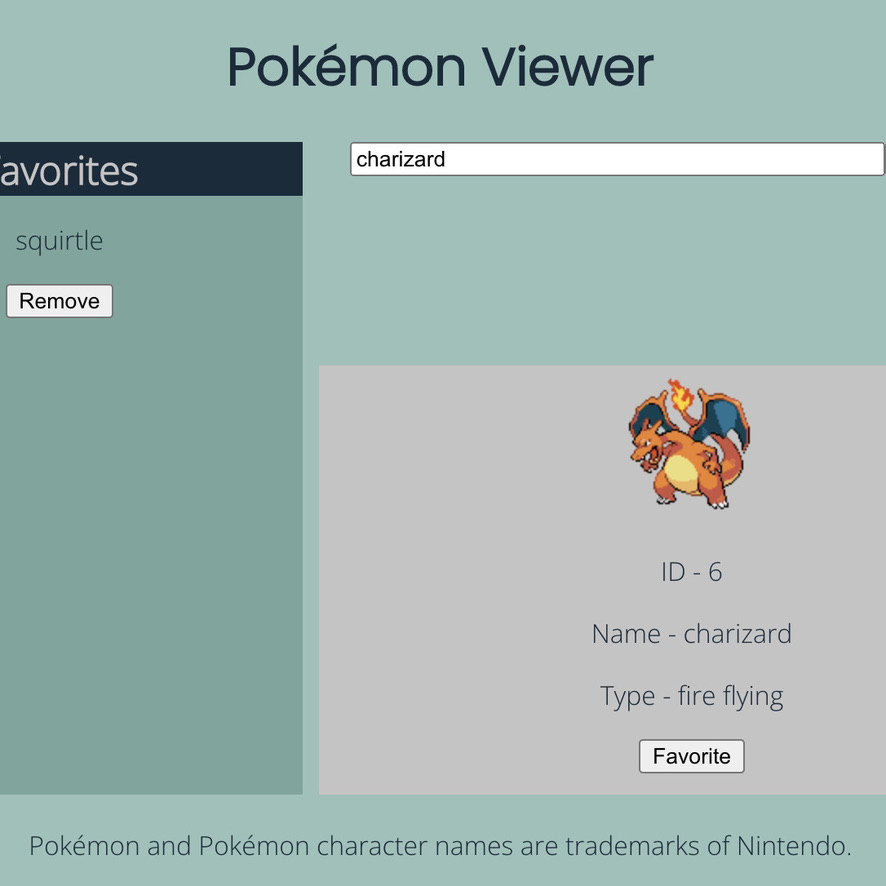 Pokémon Viewer
avorites
charizard
squirtle
Remove
ID - 6
Name - charizard
Type - fire flying
Favorite
Pokémon and Pokémon character names are trademarks of Nintendo.